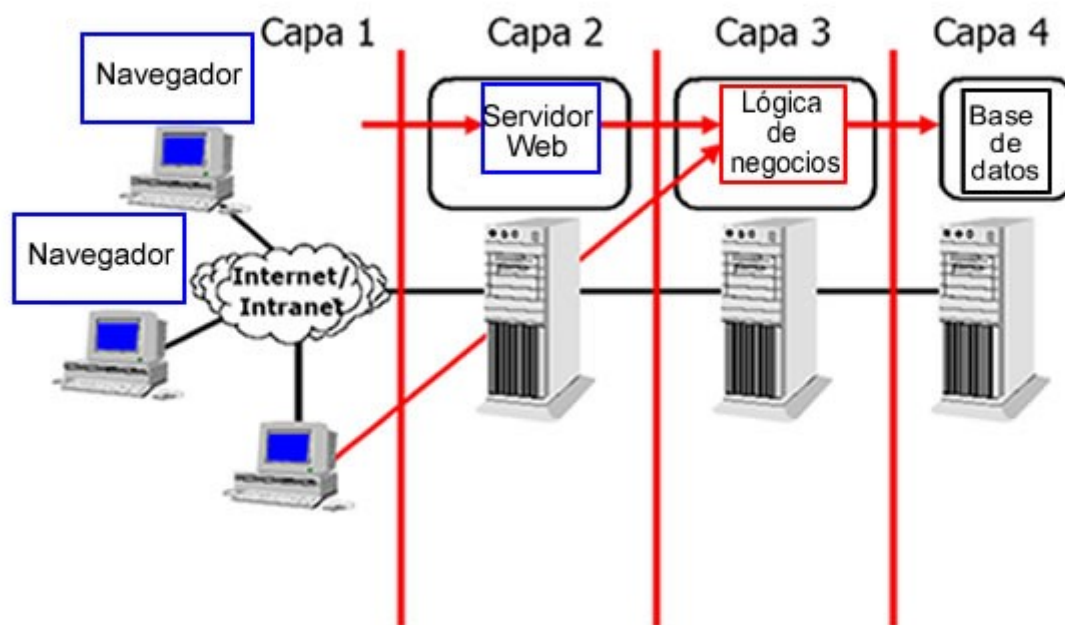 Capa 1
Capa 2
Capa 3
Capa 4
Navegador
Servidor
Web
Lógica
de
negocios
Base
de
datos
Navegador
Internet/
Intranet